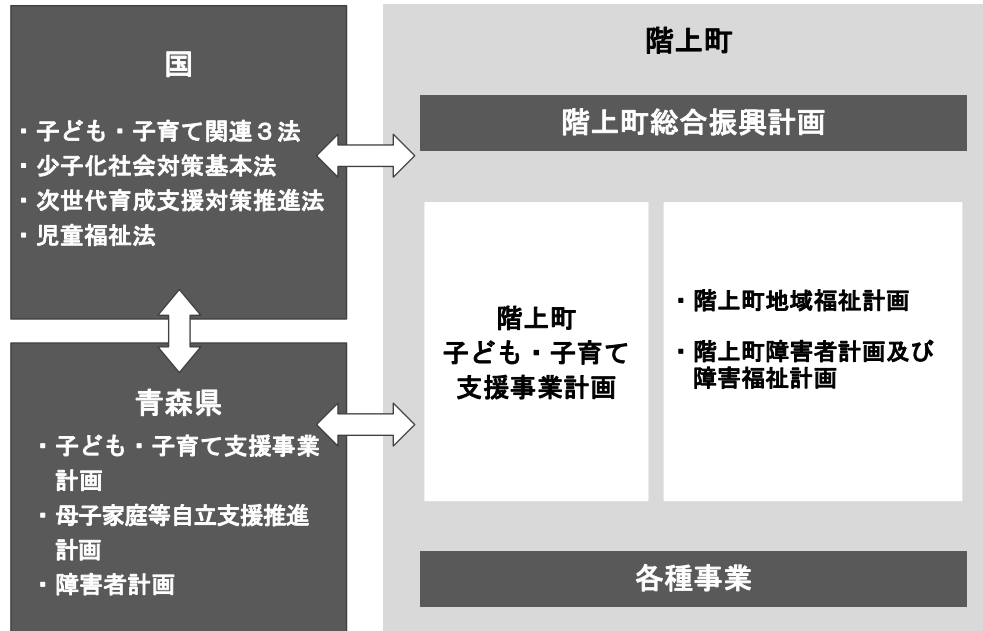 国
・子ども・子育て関連３法
・少子化社会対策基本法
・次世代育成支援対策推進法
・児童福祉法
青森県
・子ども・子育て支援事業
計画
・母子家庭等自立支援推進
計画
・障害者計画
階上町
階上町総合振興計画
階上町
子ども・子育て
支援事業計画
・階上町地域福祉計画
・階上町障害者計画及び
障害福祉計画
各種事業